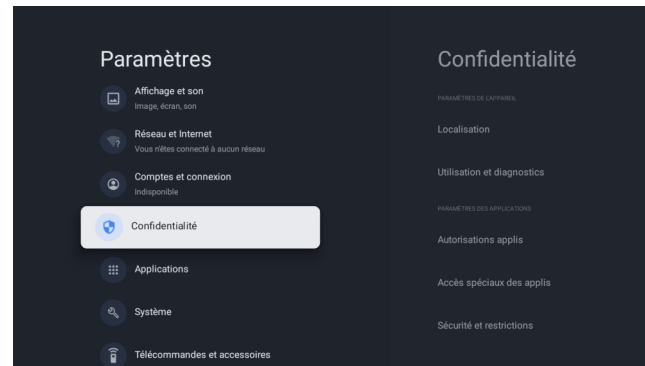 Paramètres
Affichage et son
Image, écran, son
Réseau et Internet
Vous n'êtes connecté à aucun réseau
Comptes et connexion
Indisponible
Confidentialité
Applications
Système
Télécommandes et accessoires
Confidentialité
PARAMÈTRES DE L'APPAREIL
Localisation
Utilisation et diagnostics
PARAMÈTRES DES APPLICATIONS
Autorisations applis
Accès spéciaux des applis
Sécurité et restrictions